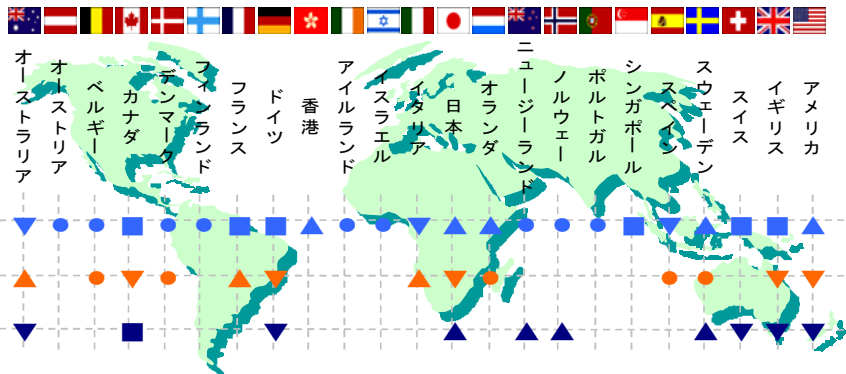 オーストラリア
オーストリア
ベルギー
カナダ
デンマーク
フィンランド
フランス
ドイツ
香港
アイルランド
イスラエル
イタリア
日本
オランダ
ニュージーランド
ノルウェー
ポルトガル
シンガポール
スペイン
スウェーデン
スイス
イギリス
アメリカ